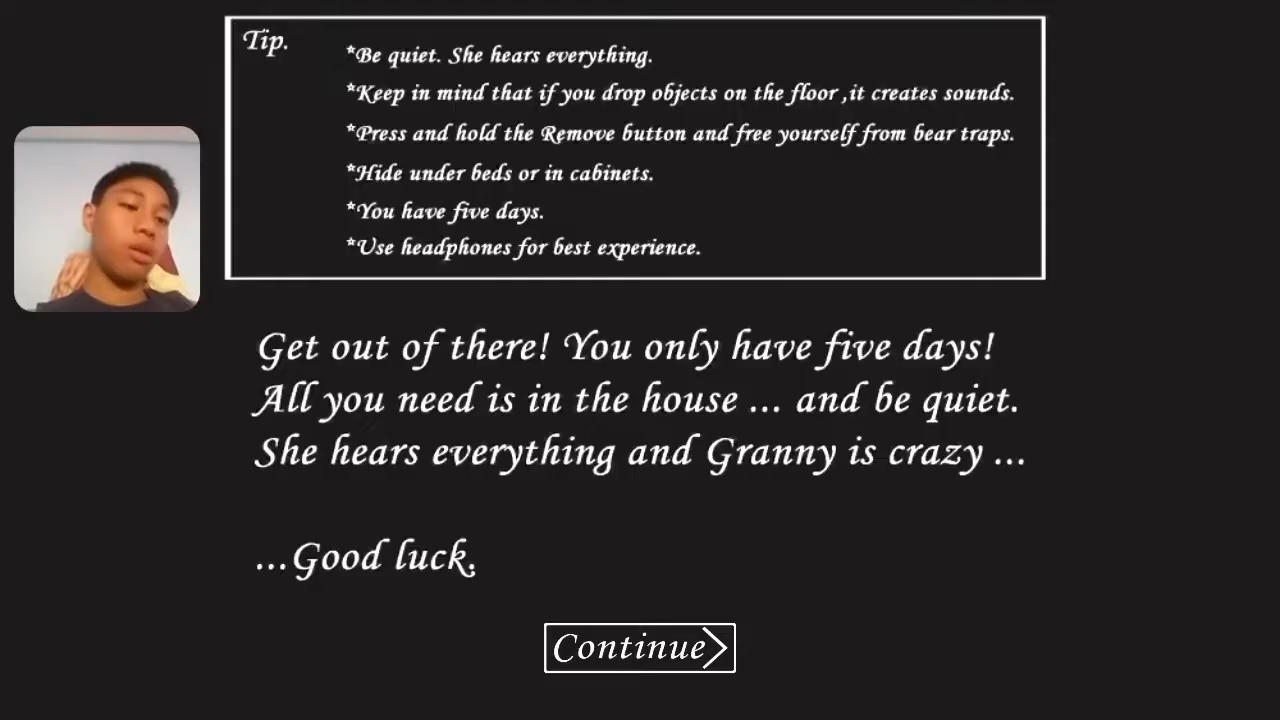 Tip.
*Be quiet. She hears everything.
*Keep in mind that if you drop objects on the floor ,it creates sounds.
*Press and hold the Remove button and free yourself from bear traps.
*Hide under beds or in cabinets.
*You have five days.
*Use headphones for best experience.
Get out of there! You only have five days!
All you need is in the house ... and be quiet.
She hears everything and Granny is crazy ...
...Good luck.
Continue>